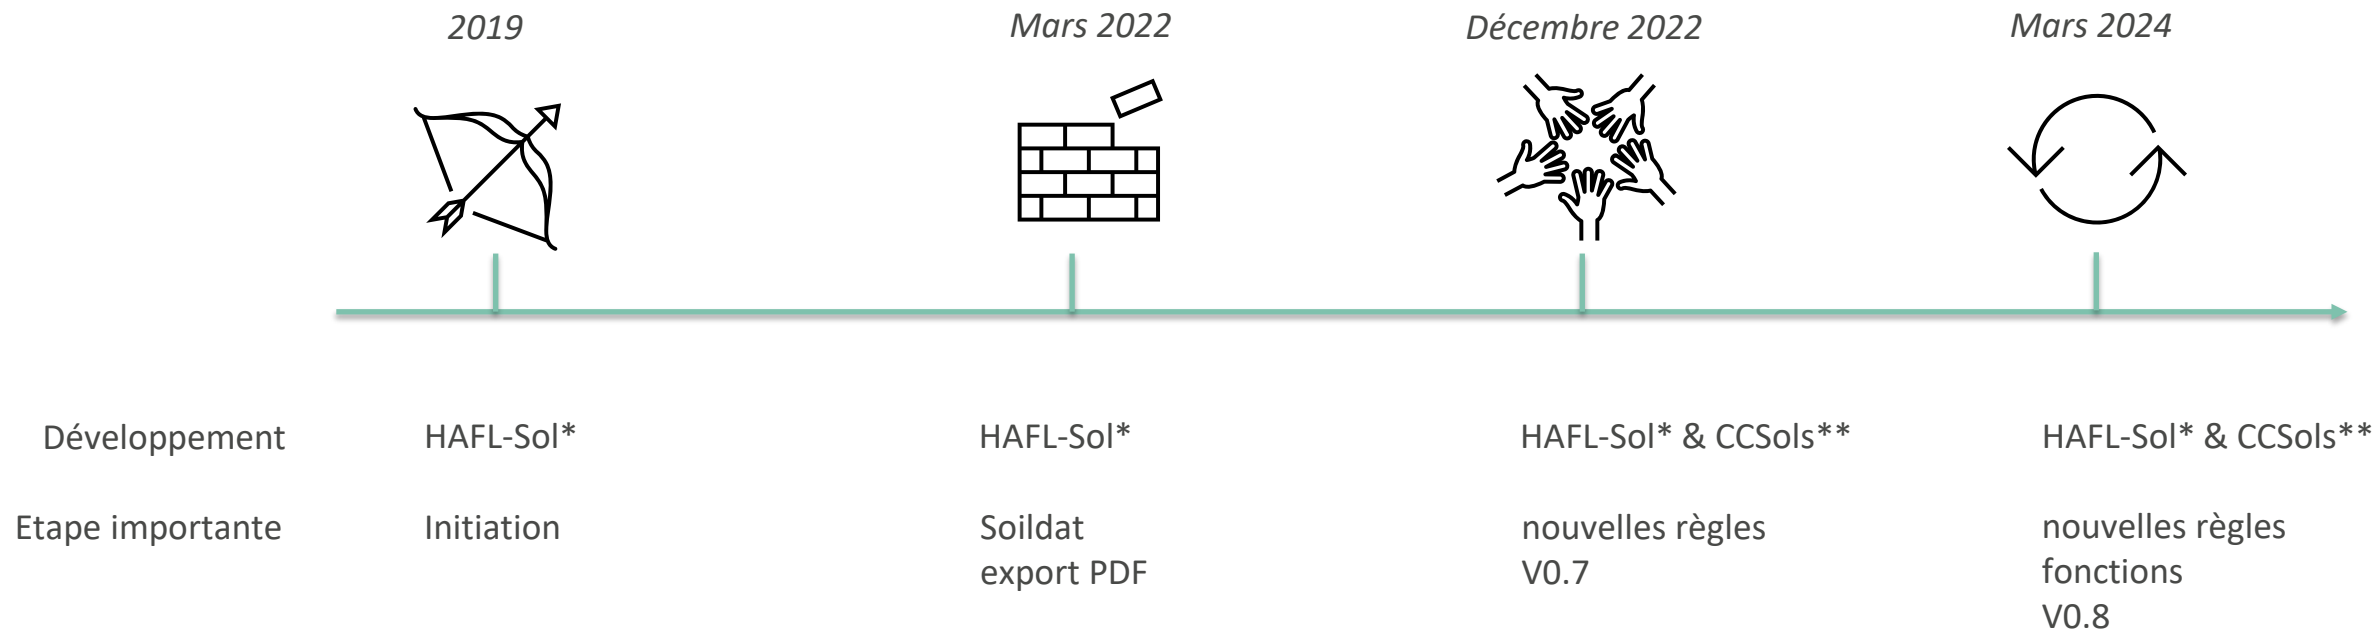 2019
Mars 2022
Décembre 2022
Mars 2024
Développement
HAFL-Sol*
HAFL-Sol*
HAFL-Sol* & CCSols**
HAFL-Sol* & CCSols**
Etape importante
Initiation
Soildat
export PDF
nouvelles règles
V0.7
nouvelles règles
fonctions
V0.8